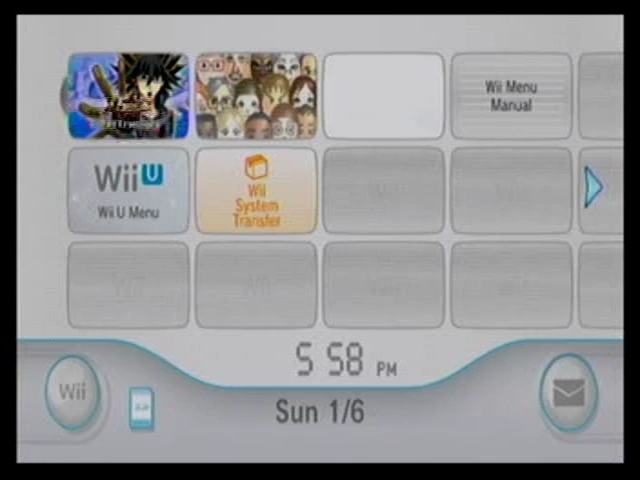 Wii Menu
Manual
Wii U
Wii U Menu
Wii
System
Transfer
5 58 PM
Wii
Sun 1/6